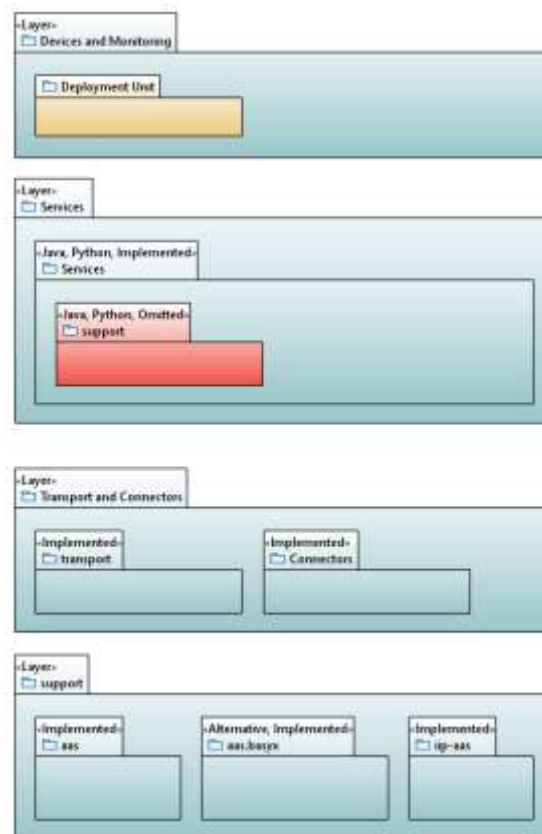 «Layer»
Devices and Monitoring
Deployment Unit
«Layer»
Services
«Java, Python, Implemented»
Services
«Java, Python, Omitted»
support
«Layer»
Transport and Connectors
«Implemented»
transport
«Implemented»
Connectors
«Layer»
support
«Implemented»
aas
«Alternative, Implemented»
aas.basyx
«Implemented»
iip-aas